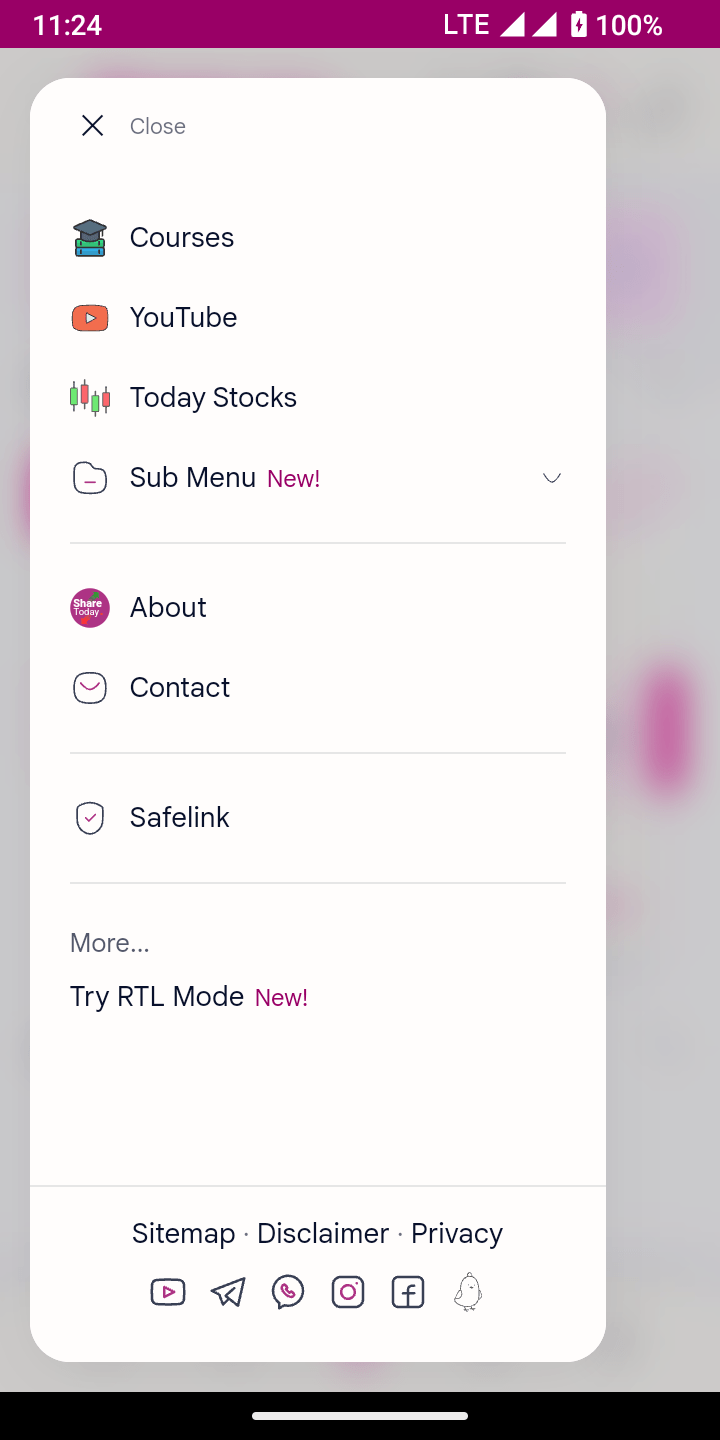 11:24 LTE 100%
Close
Courses
YouTube
Today Stocks
Sub Menu New!
Share
Today
About
Contact
Safelink
More...
Try RTL Mode New!
Sitemap · Disclaimer · Privacy